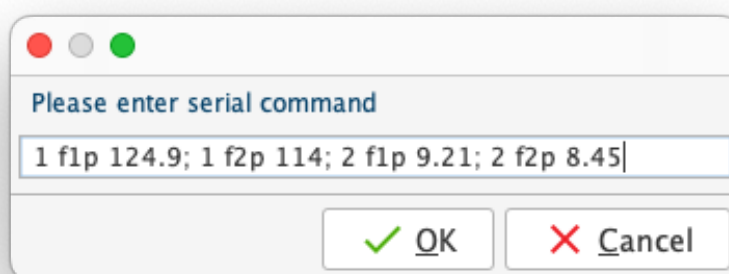 Please enter serial command
1 f1p 124.9; 1 f2p 114; 2 f1p 9.21; 2 f2p 8.45
OK Cancel